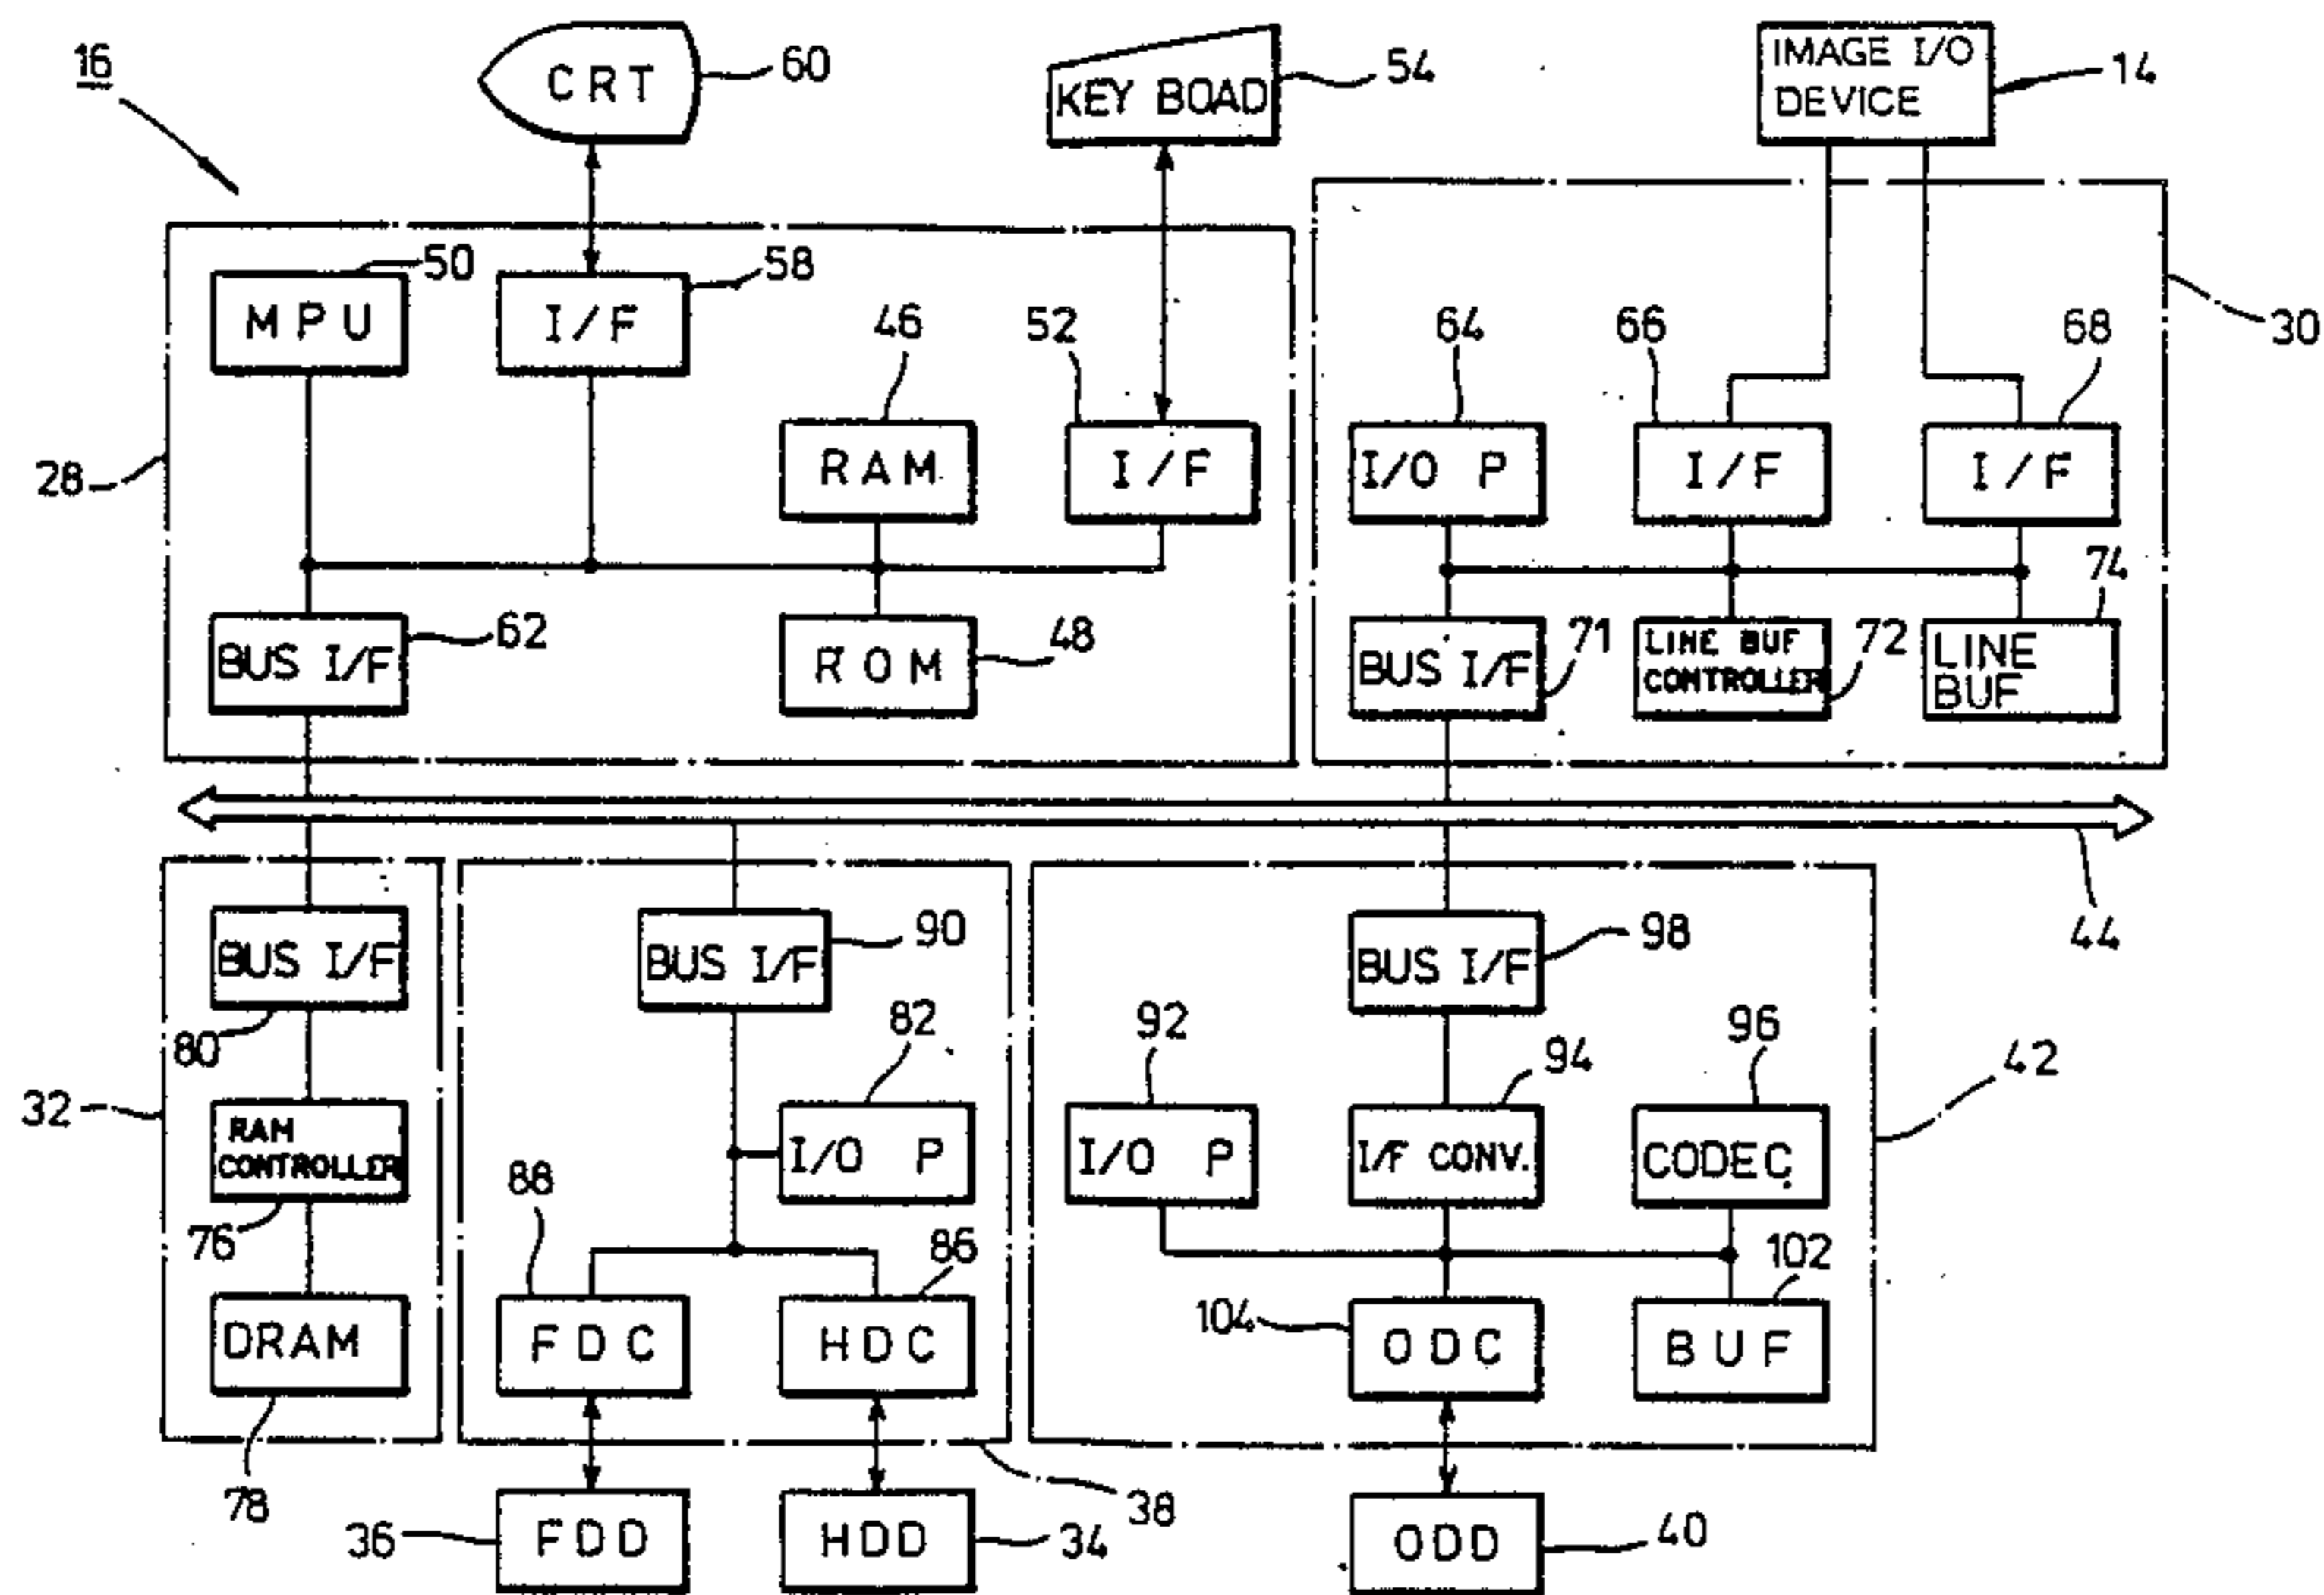 16
CRT
60
KEY BOAD
54
IMAGE I/O
DEVICE
14
50
MPU
58
I/F
46
RAM
52
I/F
28
64
I/O P
66
I/F
68
I/F
30
BUS I/F
62
ROM
48
BUS I/F
71
LINE BUF
CONTROLLER
72
74
LINE
BUF
44
BUS I/F
80
32
RAM
CONTROLLER
76
DRAM
78
BUS I/F
90
82
I/O P
88
FDC
86
HDC
38
BUS I/F
98
92
I/O P
94
I/F CONV.
96
CODEC
42
104
ODC
102
BUF
36
FDD
HDD
34
ODD
40